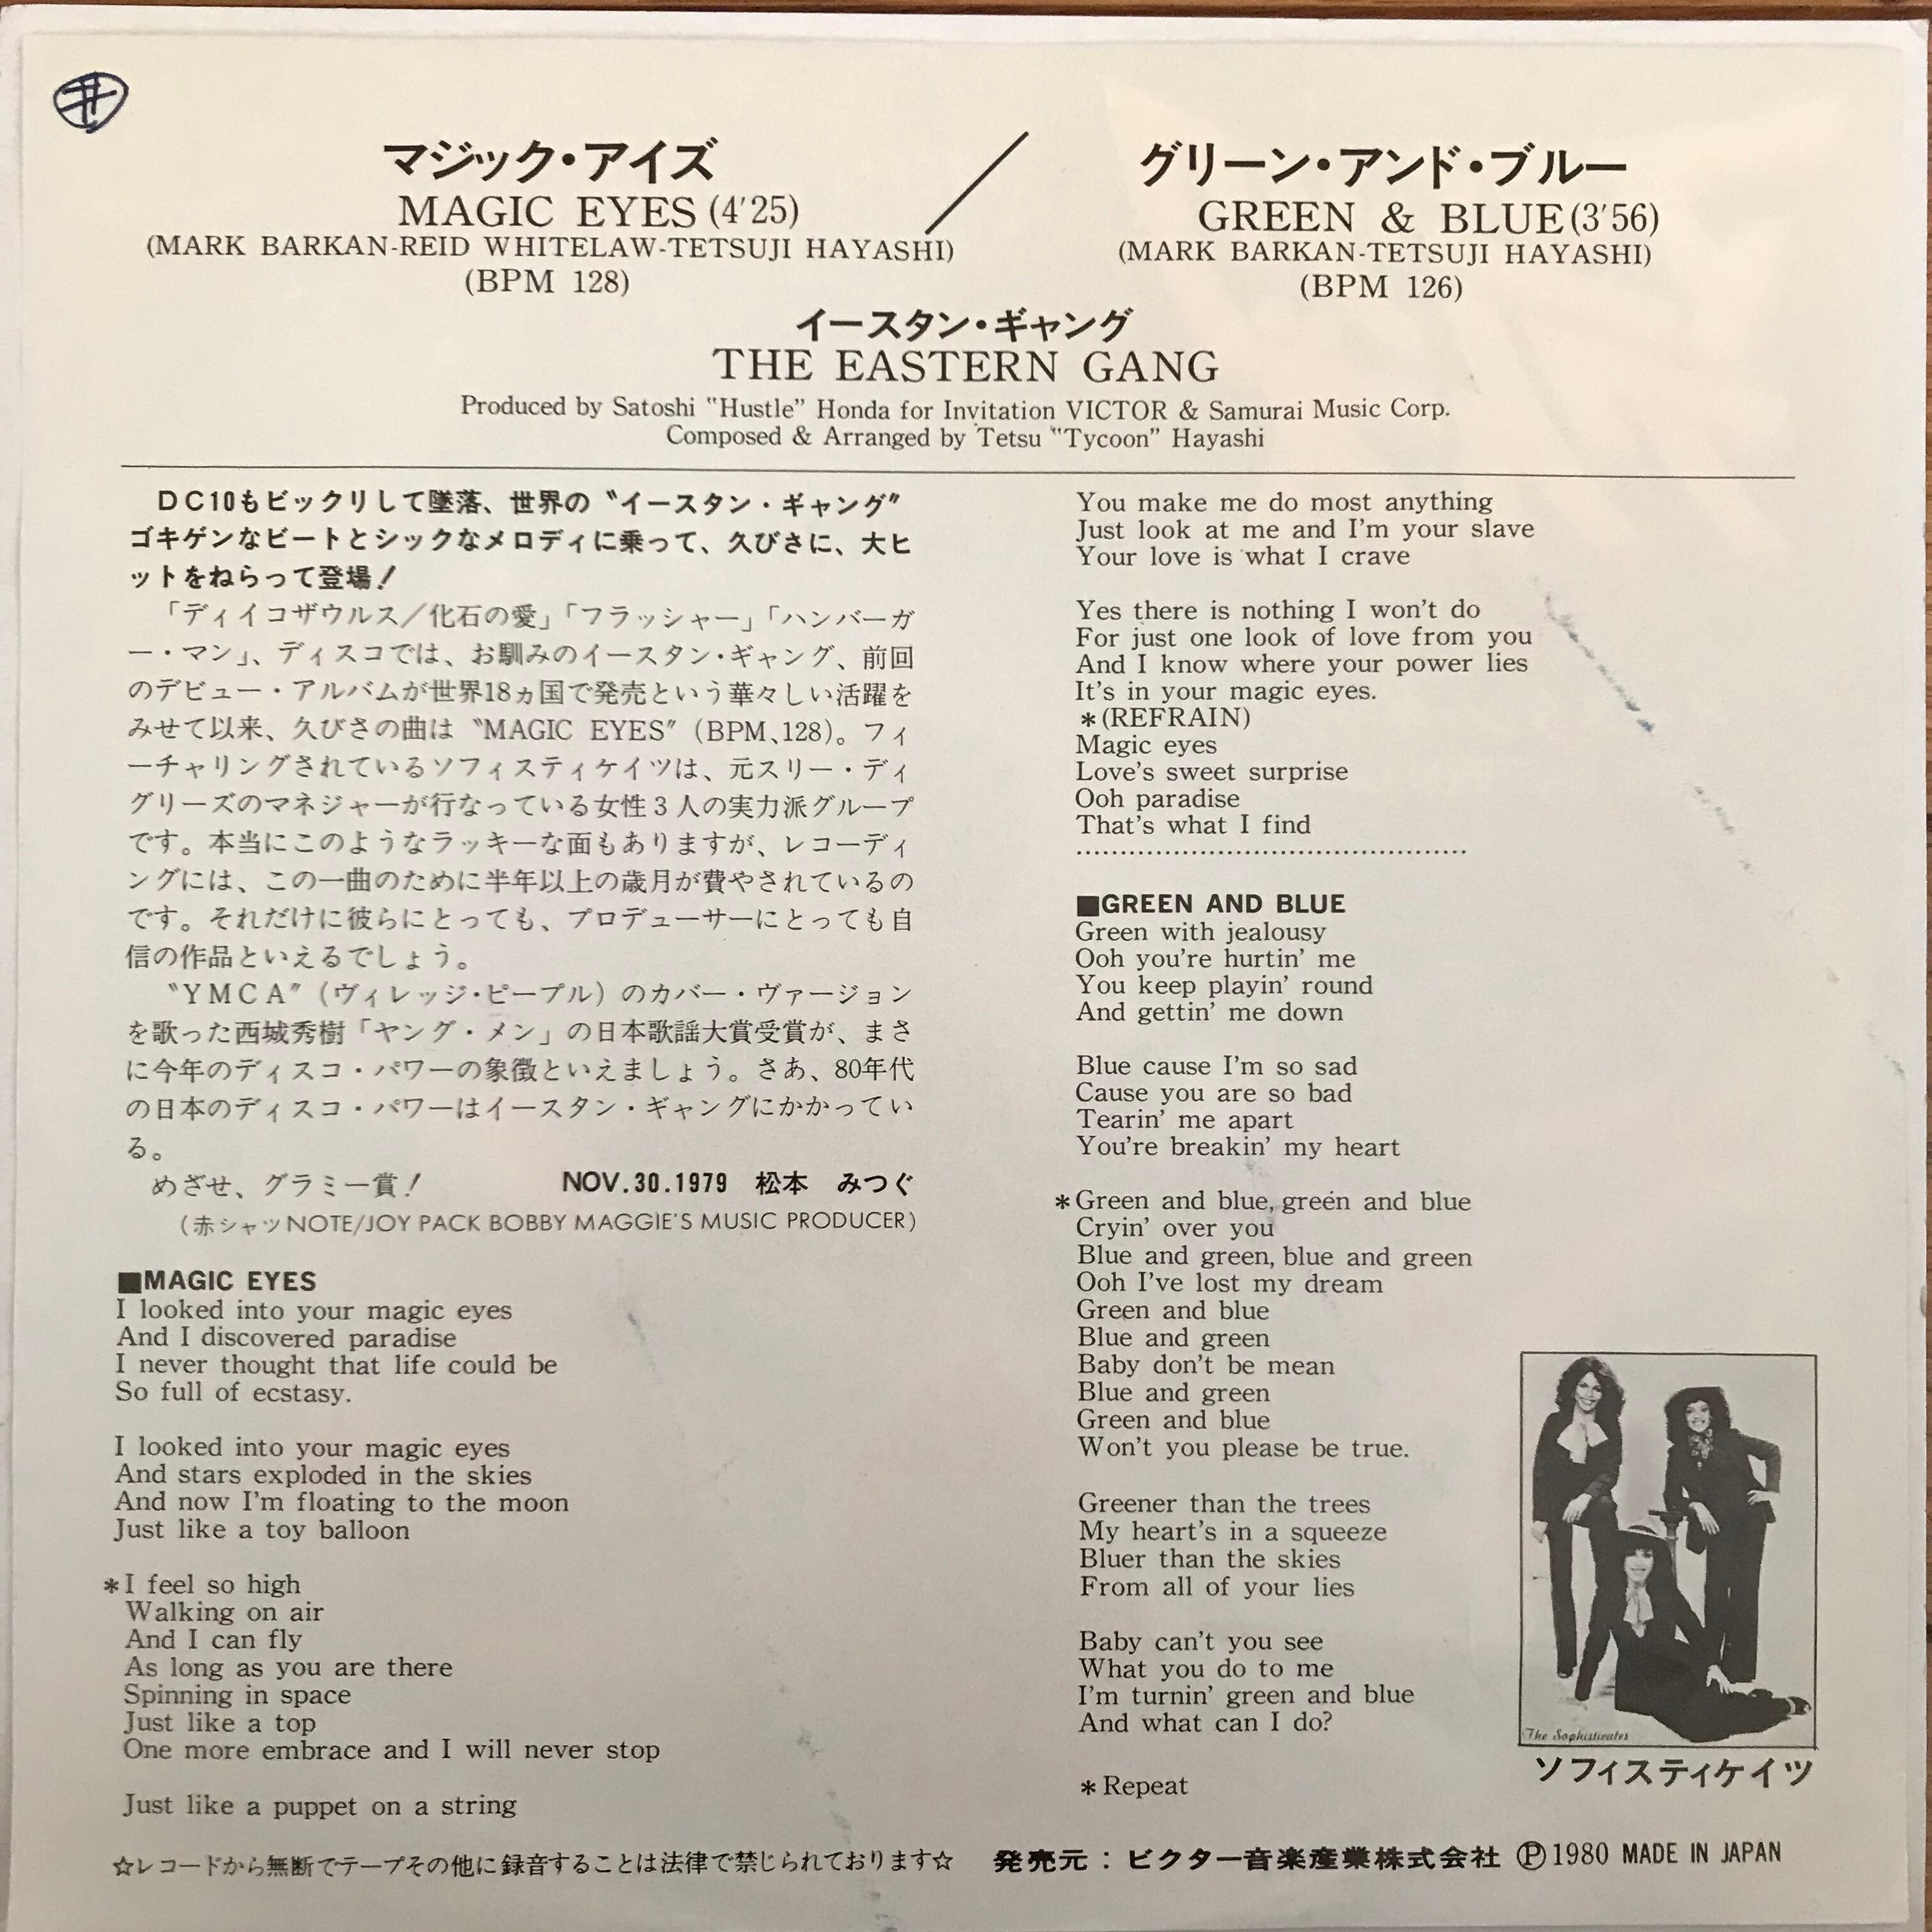 井
マジック・アイズ
MAGIC EYES (4'25)
(MARK BARKAN-REID WHITELAW-TETSUJI HAYASHI)
(BPM 128)
／
グリーン・アンド・ブルー
GREEN & BLUE (3'56)
(MARK BARKAN-TETSUJI HAYASHI)
(BPM 126)
イースタン・ギャング
THE EASTERN GANG
Produced by Satoshi "Hustle" Honda for Invitation VICTOR & Samurai Music Corp.
Composed & Arranged by Tetsu "Tycoon" Hayashi
DC10もビックリして墜落、世界の〝イースタン・ギャング〟
ゴキゲンなビートとシックなメロディに乗って、久びさに、大ヒ
ットをねらって登場！
「ディイコザウルス／化石の愛」「フラッシャー」「ハンバーガ
ー・マン」、ディスコでは、お馴みのイースタン・ギャング、前回
のデビュー・アルバムが世界18ヵ国で発売という華々しい活躍を
みせて以来、久びさの曲は〝MAGIC EYES〟(BPM、128)。フィ
ーチャリングされているソフィスティケイツは、元スリー・ディ
グリーズのマネジャーが行なっている女性3人の実力派グループ
です。本当にこのようなラッキーな面もありますが、レコーディ
ングには、この一曲のために半年以上の歳月が費やされているの
です。それだけに彼らにとっても、プロデューサーにとっても自
信の作品といえるでしょう。
〝YMCA〟(ヴィレッジ・ピープル)のカバー・ヴァージョン
を歌った西城秀樹「ヤング・メン」の日本歌謡大賞受賞が、まさ
に今年のディスコ・パワーの象徴といえましょう。さあ、80年代
の日本のディスコ・パワーはイースタン・ギャングにかかってい
る。
めざせ、グラミー賞！ NOV.30.1979 松本 みつぐ
(赤シャツNOTE/JOY PACK BOBBY MAGGIE'S MUSIC PRODUCER)
■MAGIC EYES
I looked into your magic eyes
And I discovered paradise
I never thought that life could be
So full of ecstasy.
I looked into your magic eyes
And stars exploded in the skies
And now I'm floating to the moon
Just like a toy balloon
*I feel so high
Walking on air
And I can fly
As long as you are there
Spinning in space
Just like a top
One more embrace and I will never stop
Just like a puppet on a string
You make me do most anything
Just look at me and I'm your slave
Your love is what I crave
Yes there is nothing I won't do
For just one look of love from you
And I know where your power lies
It's in your magic eyes.
*(REFRAIN)
Magic eyes
Love's sweet surprise
Ooh paradise
That's what I find
■GREEN AND BLUE
Green with jealousy
Ooh you're hurtin' me
You keep playin' round
And gettin' me down
Blue cause I'm so sad
Cause you are so bad
Tearin' me apart
You're breakin' my heart
*Green and blue, green and blue
Cryin' over you
Blue and green, blue and green
Ooh I've lost my dream
Green and blue
Blue and green
Baby don't be mean
Blue and green
Green and blue
Won't you please be true.
Greener than the trees
My heart's in a squeeze
Bluer than the skies
From all of your lies
Baby can't you see
What you do to me
I'm turnin' green and blue
And what can I do?
*Repeat
The Sophisticates
ソフィスティケイツ
☆レコードから無断でテープその他に録音することは法律で禁じられております☆
発売元：ビクター音楽産業株式会社 Ⓟ1980 MADE IN JAPAN